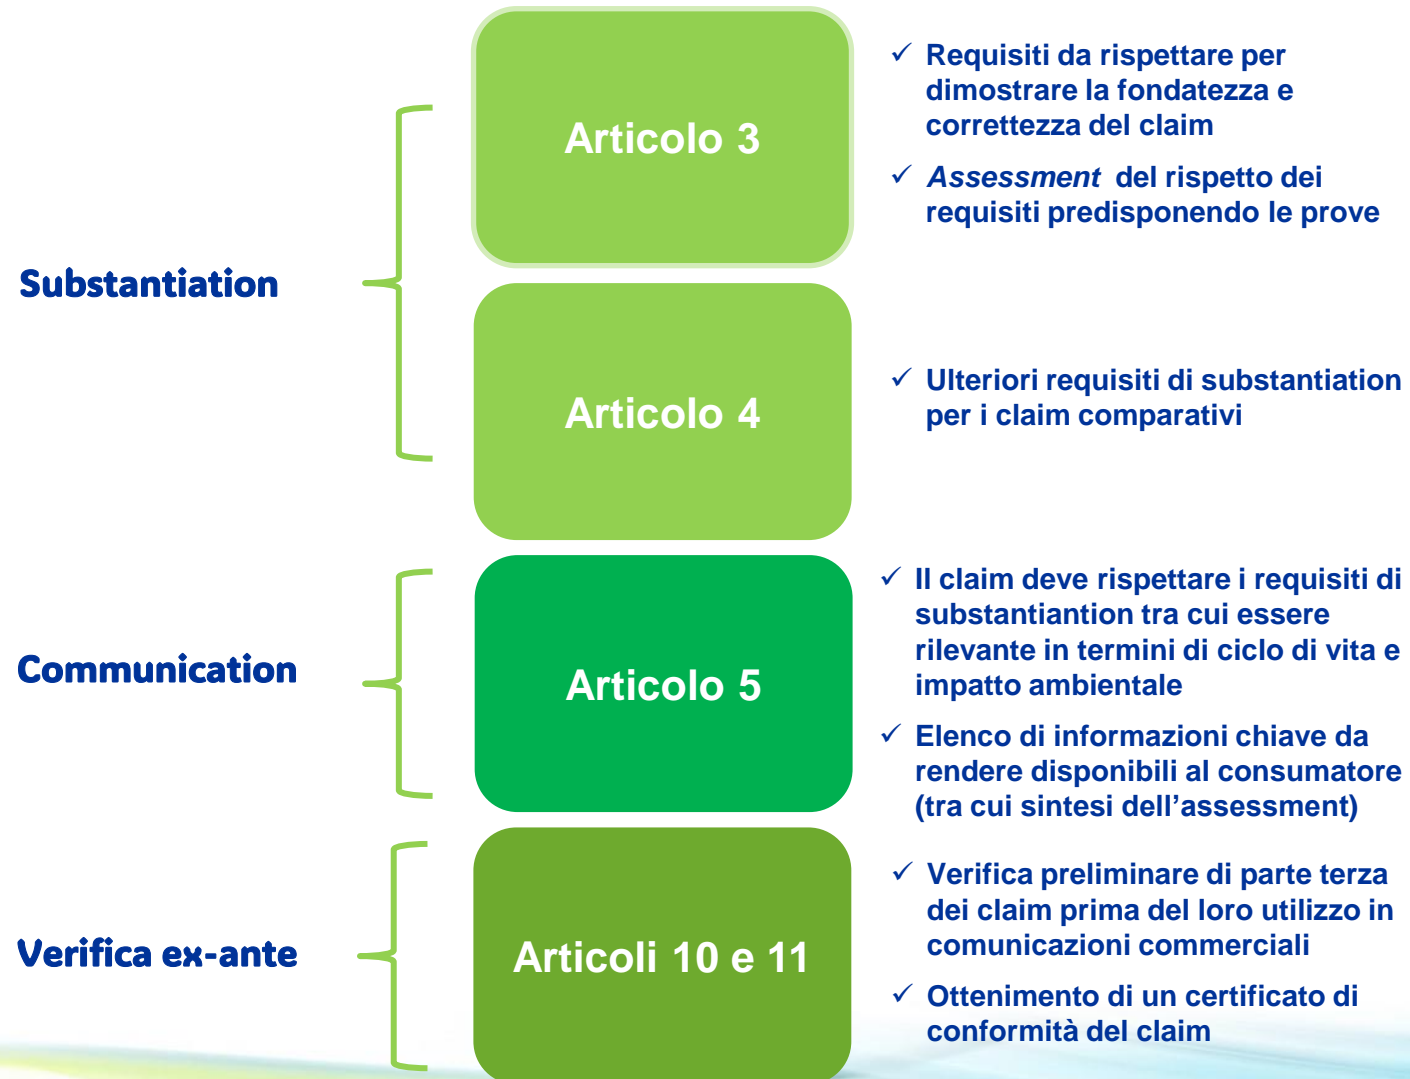 Substantiation
Articolo 3
✓ Requisiti da rispettare per
dimostrare la fondatezza e
correttezza del claim
✓ Assessment del rispetto dei
requisiti predisponendo le prove
Articolo 4
✓ Ulteriori requisiti di substantiation
per i claim comparativi
Communication
Articolo 5
✓ Il claim deve rispettare i requisiti di
substantiantion tra cui essere
rilevante in termini di ciclo di vita e
impatto ambientale
✓ Elenco di informazioni chiave da
rendere disponibili al consumatore
(tra cui sintesi dell’assessment)
Verifica ex-ante
Articoli 10 e 11
✓ Verifica preliminare di parte terza
dei claim prima del loro utilizzo in
comunicazioni commerciali
✓ Ottenimento di un certificato di
conformità del claim